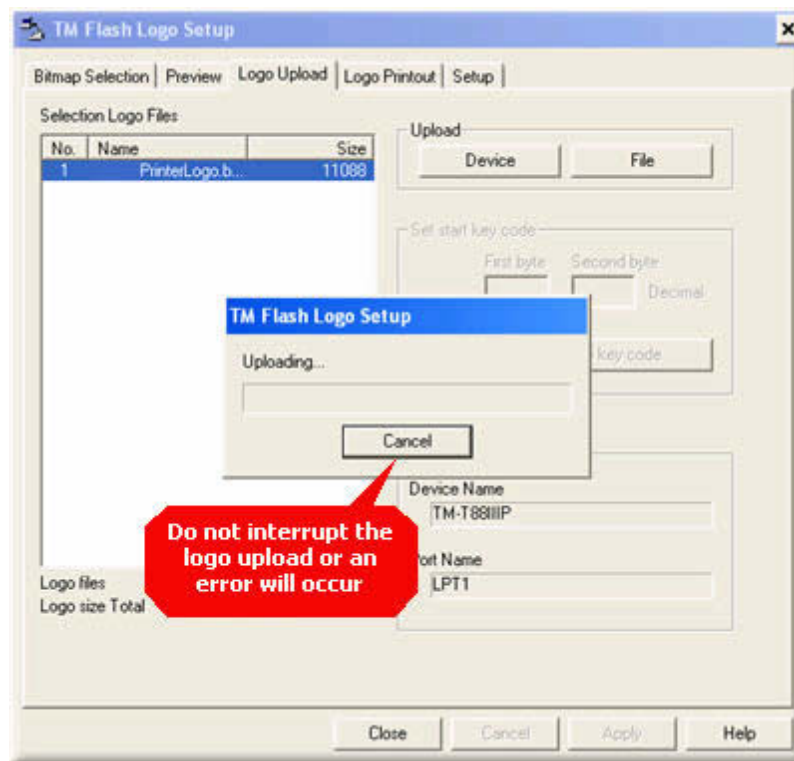 TM Flash Logo Setup
Bitmap Selection Preview Logo Upload Logo Printout Setup
Selection Logo Files
No. Name Size
1 PrinterLogo.b... 11088
Upload
Device File
Set start key code
First byte Second byte
Decimal
key code
TM Flash Logo Setup
Uploading...
Cancel
Do not interrupt the
logo upload or an
error will occur
Device Name
TM-T88IIIP
ort Name
LPT1
Logo files
Logo size Total
Close Cancel Apply Help